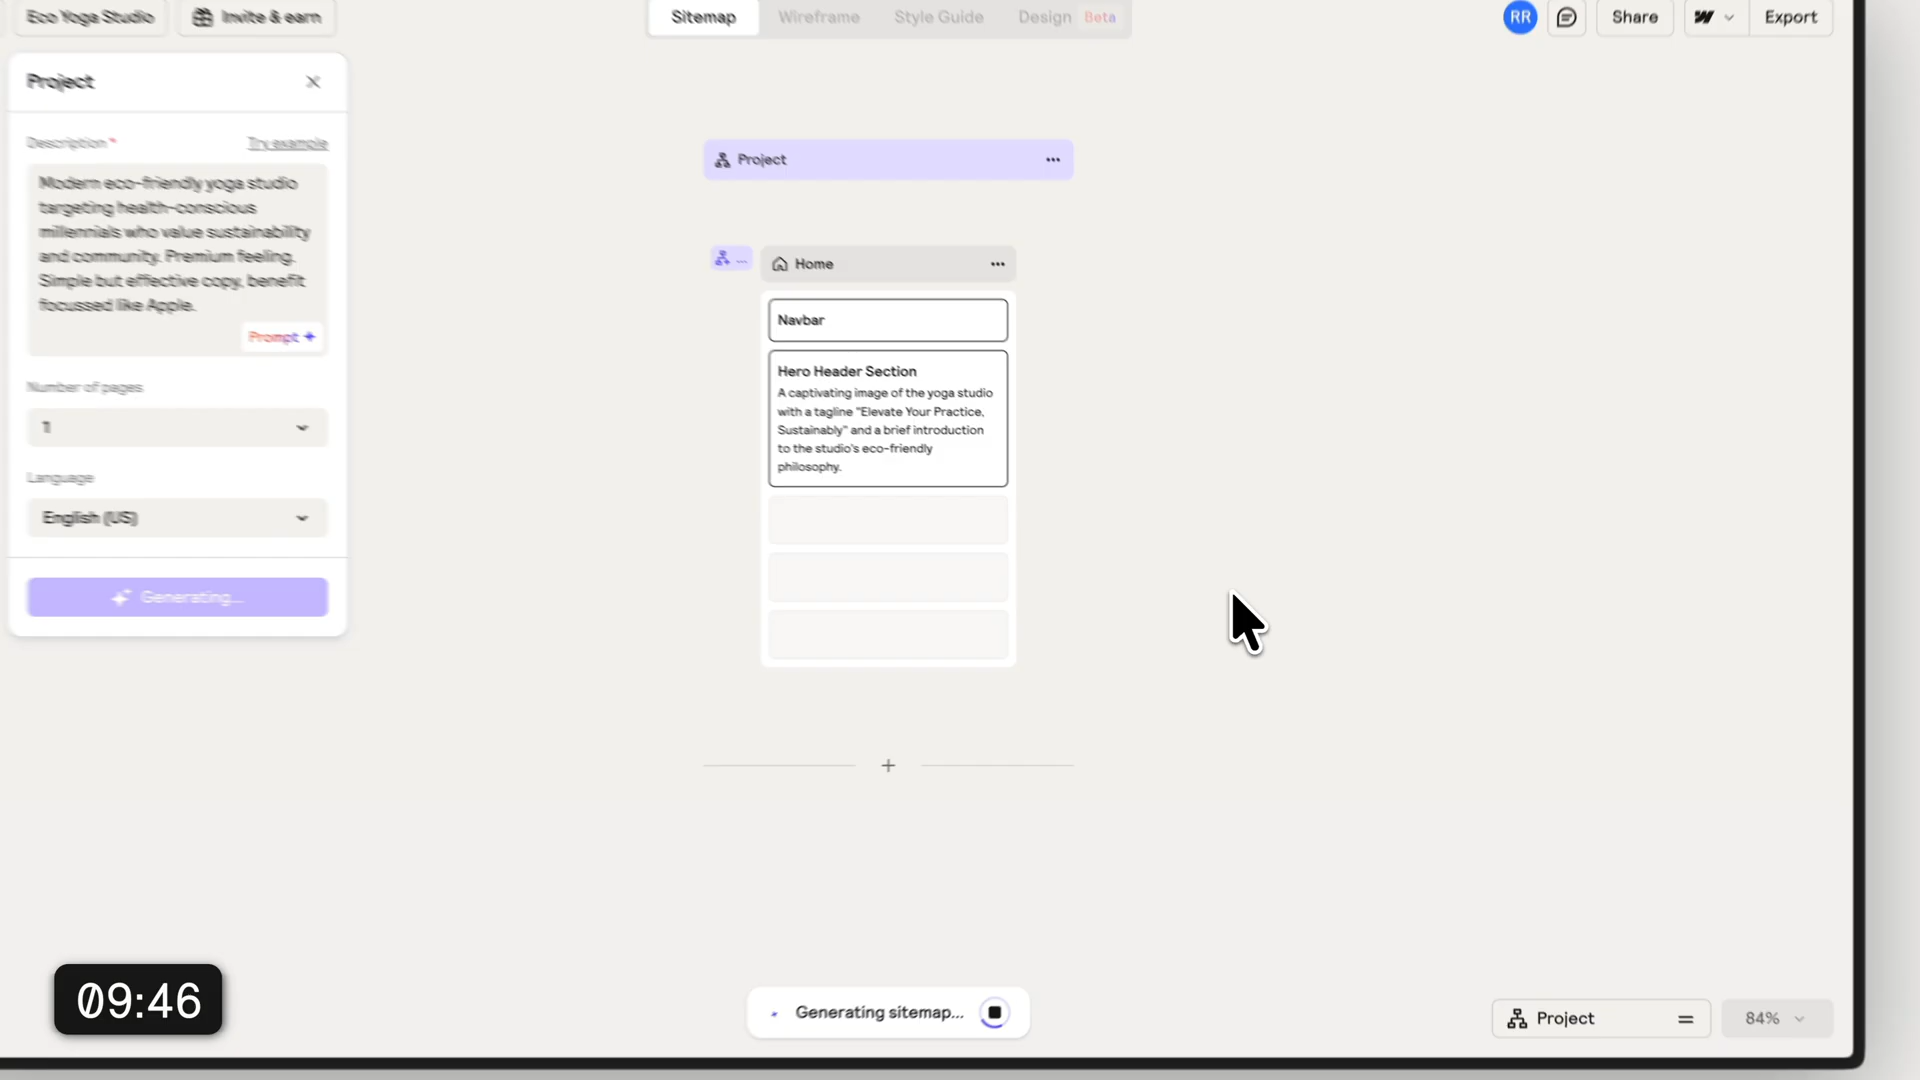 Eco Yoga Studio
Invite & earn
Sitemap
Wireframe
Style Guide
Design Beta
RR
Share
Export
Project
Description *
Try example
Modern eco-friendly yoga studio
targeting health-conscious
millennials who value sustainability
and community. Premium feeling.
Simple but effective copy, benefit
focussed like Apple.
Prompt
Number of pages
1
Language
English (US)
Generating...
Project
...
Home
Navbar
Hero Header Section
A captivating image of the yoga studio
with a tagline "Elevate Your Practice,
Sustainably" and a brief introduction
to the studio's eco-friendly
philosophy.
09:46
Generating sitemap...
Project
84%